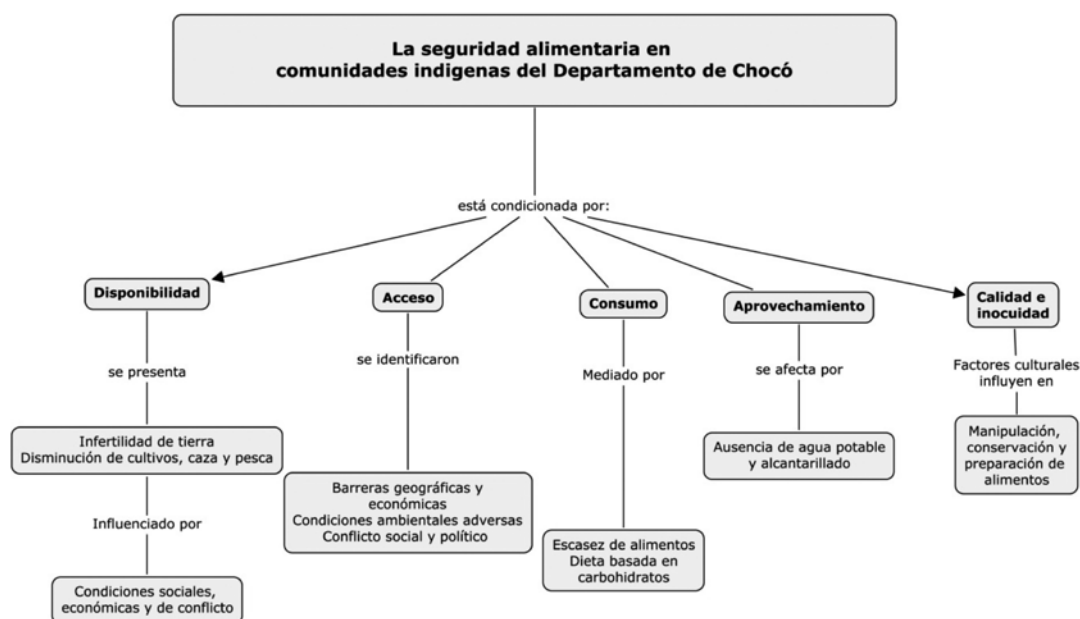 La seguridad alimentaria en
comunidades indigenas del Departamento de Chocó
está condicionada por:
Disponibilidad
Acceso
Consumo
Aprovechamiento
Calidad e
inocuidad
se presenta
se identificaron
Mediado por
se afecta por
Factores culturales
influyen en
Infertilidad de tierra
Disminución de cultivos, caza y pesca
Barreras geográficas y
económicas
Condiciones ambientales adversas
Conflicto social y político
Escasez de alimentos
Dieta basada en
carbohidratos
Ausencia de agua potable
y alcantarillado
Manipulación,
conservación y
preparación de
alimentos
Influenciado por
Condiciones sociales,
económicas y de conflicto